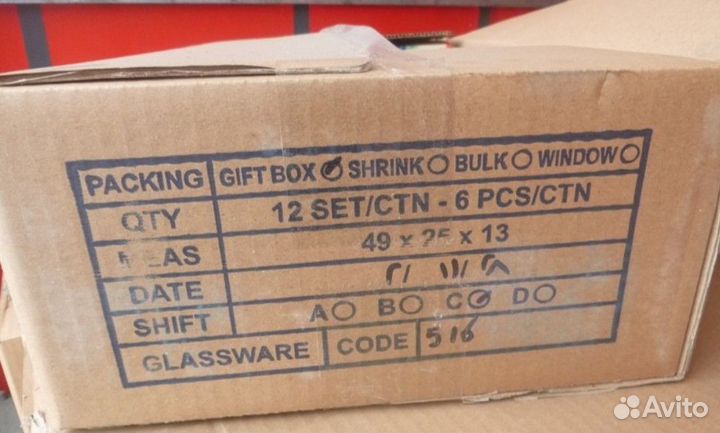 PACKING GIFT BOX SHRINK BULK WINDOW
QTY 12 SET/CTN - 6 PCS/CTN
49 x 25 x 13
DATE
SHIFT A B C D
GLASSWARE CODE 516
Avito